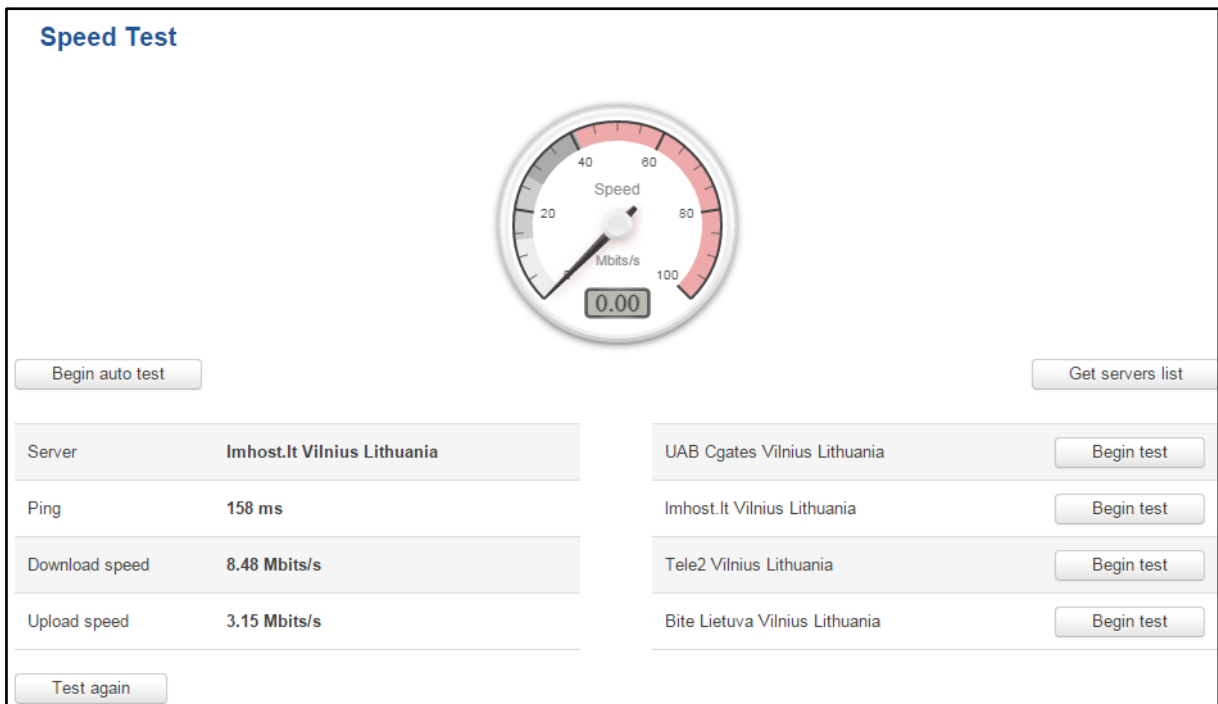 Speed Test
40 60
Speed
20 80
Mbits/s
0 100
0.00
Begin auto test Get servers list
Server Imhost.lt Vilnius Lithuania UAB Cgates Vilnius Lithuania Begin test
Ping 158 ms Imhost.lt Vilnius Lithuania Begin test
Download speed 8.48 Mbits/s Tele2 Vilnius Lithuania Begin test
Upload speed 3.15 Mbits/s Bite Lietuva Vilnius Lithuania Begin test
Test again